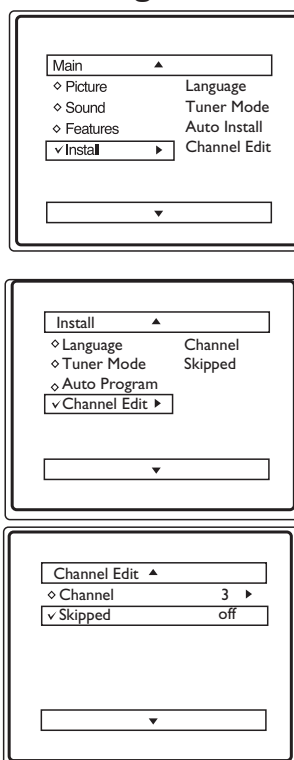 Main ▲
◇ Picture Language
◇ Sound Tuner Mode
◇ Features Auto Install
✓ Install ▶ Channel Edit
▼
Install ▲
◇ Language Channel
◇ Tuner Mode Skipped
◇ Auto Program
✓ Channel Edit ▶
▼
Channel Edit ▲
◇ Channel 3 ▶
✓ Skipped off
▼